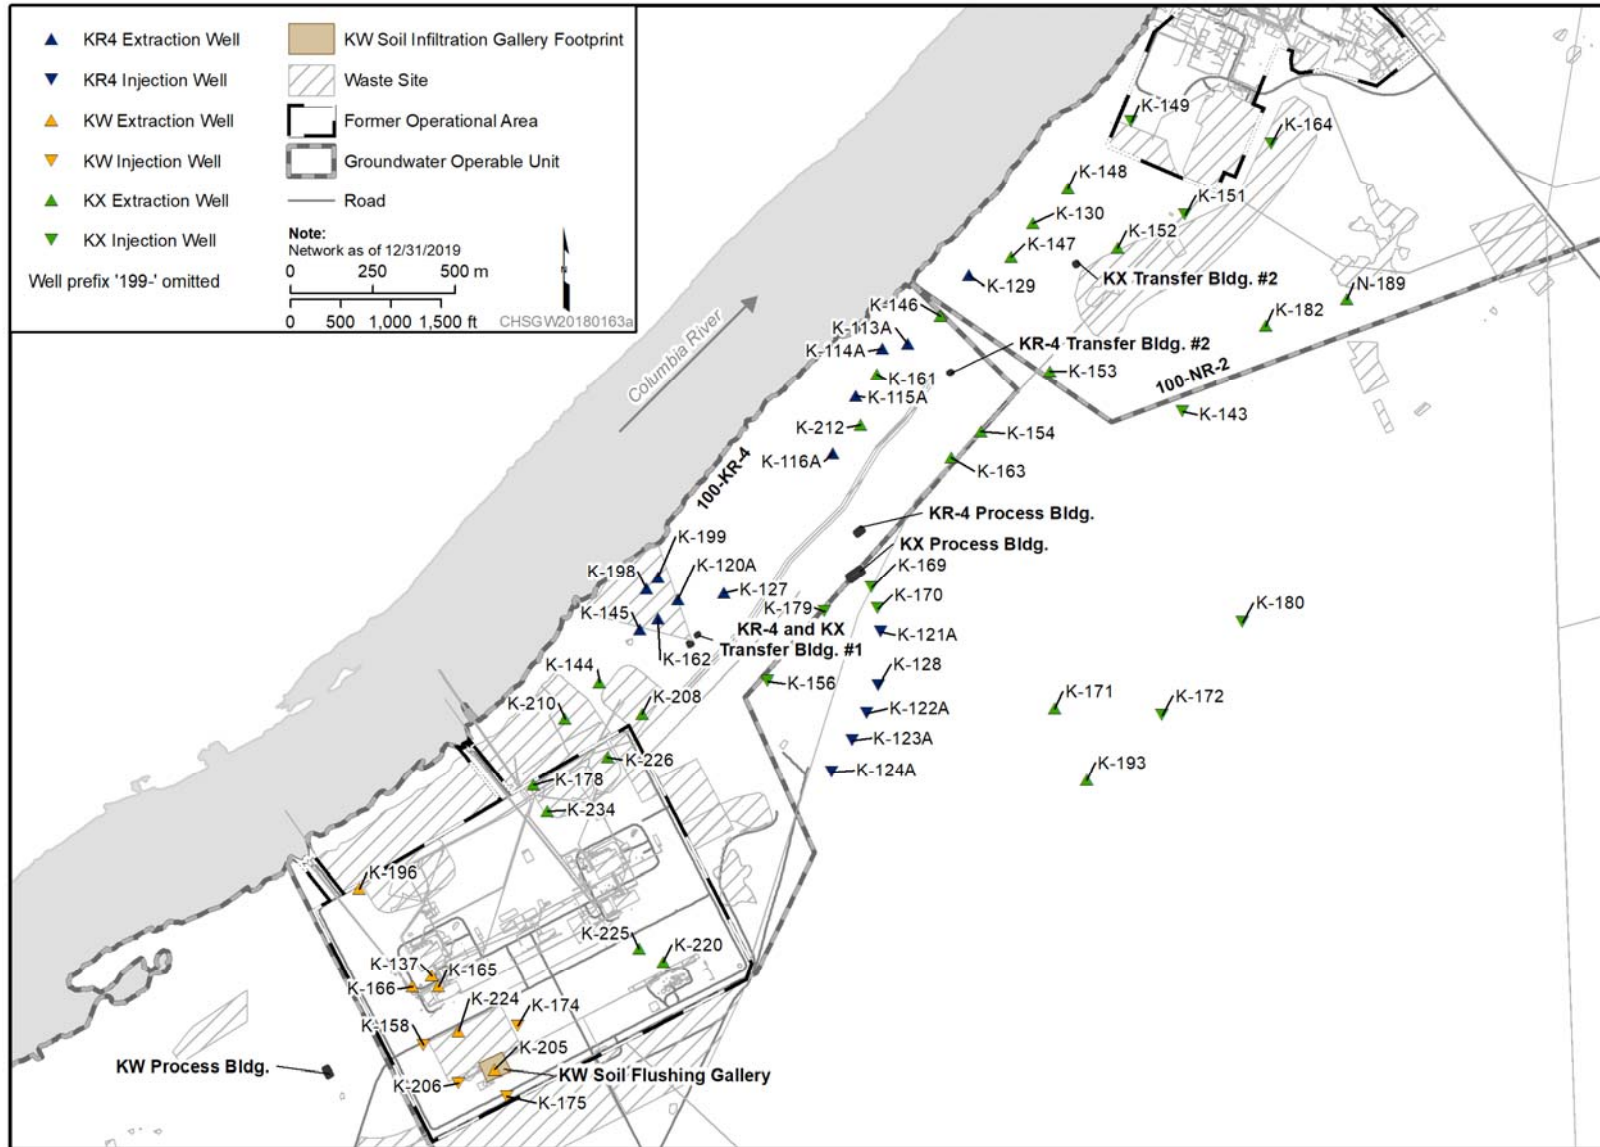 KR4 Extraction Well
KR4 Injection Well
KW Extraction Well
KW Injection Well
KX Extraction Well
KX Injection Well
Well prefix '199-' omitted
KW Soil Infiltration Gallery Footprint
Waste Site
Former Operational Area
Groundwater Operable Unit
Road
Note:
Network as of 12/31/2019
0 250 500 m
0 500 1,000 1,500 ft
CHSGW20180163a
N
Columbia River
K-149
K-164
K-148
K-151
K-130
K-152
K-147
KX Transfer Bldg. #2
K-129
N-189
K-146
K-182
K-113A
KR-4 Transfer Bldg. #2
K-114A
K-161
K-153
100-NR-2
K-115A
K-143
K-212
K-154
K-116A
K-163
100-KR-4
KR-4 Process Bldg.
K-199
KX Process Bldg.
K-198
K-120A
K-169
K-127
K-170
K-145
K-179
K-180
KR-4 and KX
Transfer Bldg. #1
K-121A
K-162
K-144
K-128
K-156
K-210
K-208
K-122A
K-171
K-172
K-123A
K-226
K-178
K-124A
K-193
K-234
K-196
K-225
K-220
K-137
K-165
K-166
K-224
K-174
K-158
K-205
KW Process Bldg.
KW Soil Flushing Gallery
K-206
K-175